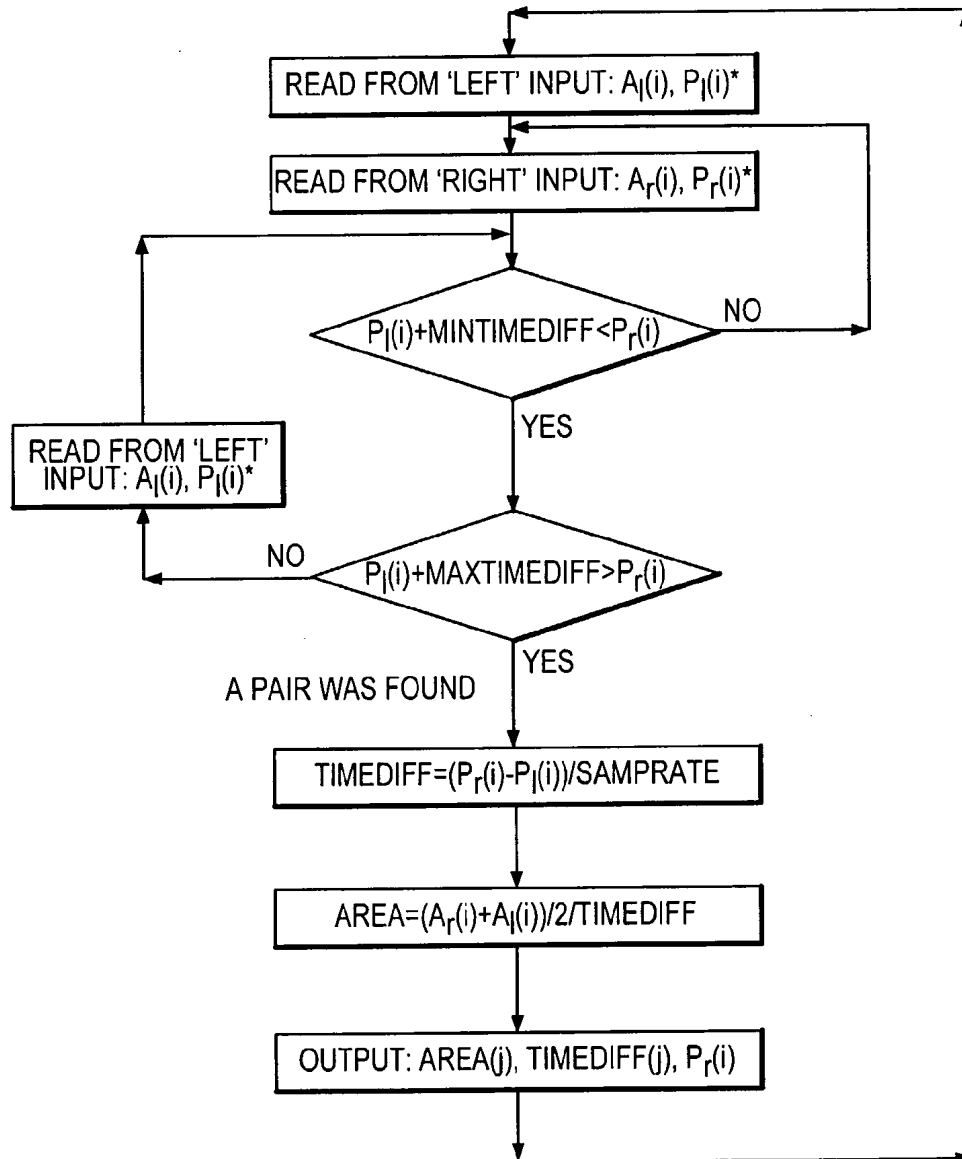 READ FROM 'LEFT' INPUT: Al(i), Pl(i)*
READ FROM 'RIGHT' INPUT: Ar(i), Pr(i)*
Pl(i)+MINTIMEDIFF<Pr(i)
NO
YES
READ FROM 'LEFT'
INPUT: Al(i), Pl(i)*
NO
Pl(i)+MAXTIMEDIFF>Pr(i)
YES
A PAIR WAS FOUND
TIMEDIFF=(Pr(i)-Pl(i))/SAMPRATE
AREA=(Ar(i)+Al(i))/2/TIMEDIFF
OUTPUT: AREA(j), TIMEDIFF(j), Pr(i)